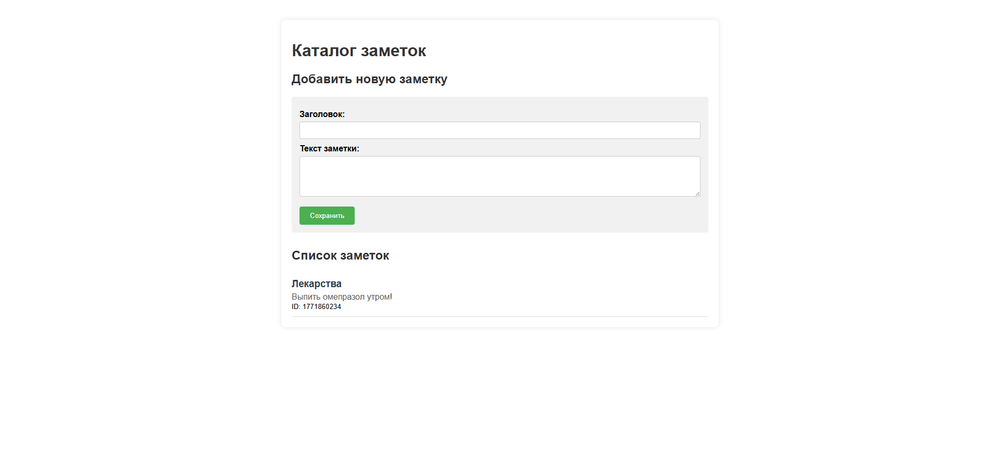 Каталог заметок
Добавить новую заметку
Заголовок:
Текст заметки:
Сохранить
Список заметок
Лекарства
Выпить омепразол утром!
ID: 1771860234